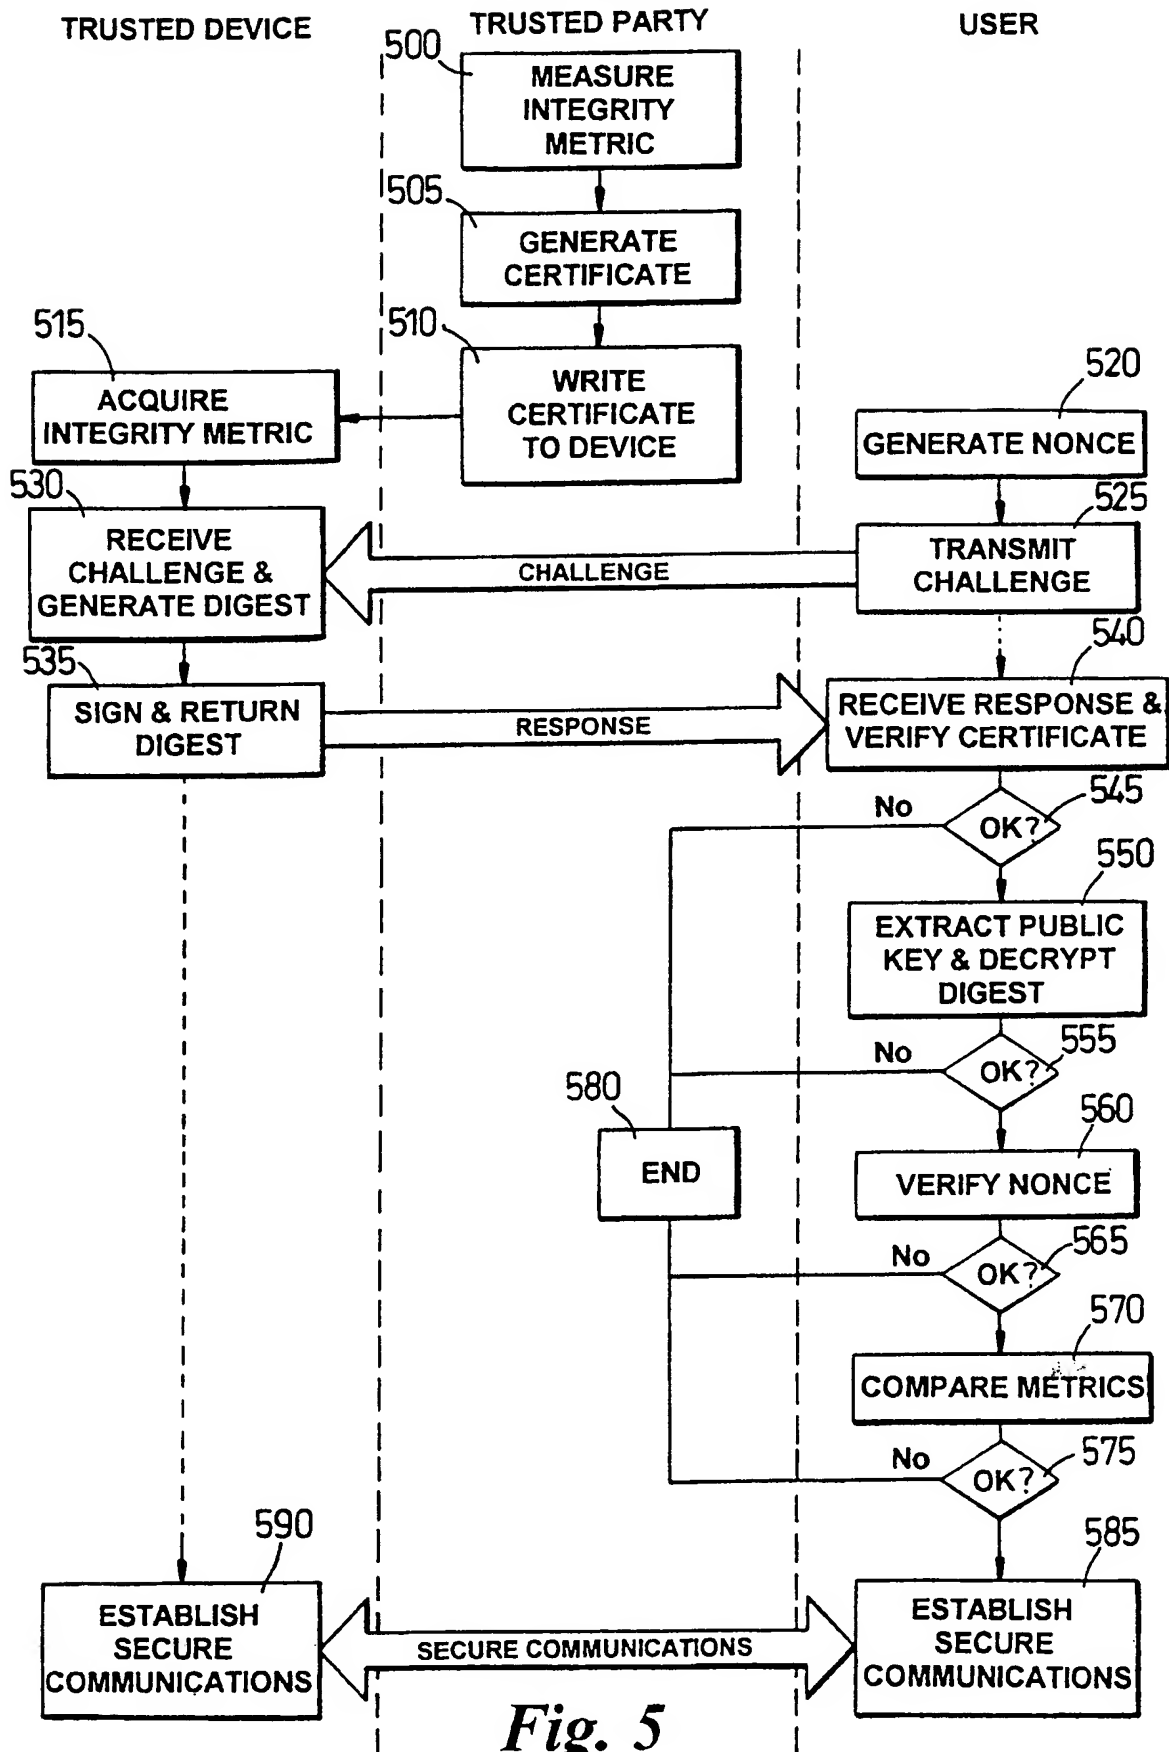 TRUSTED DEVICE
TRUSTED PARTY
USER
500
MEASURE
INTEGRITY
METRIC
505
GENERATE
CERTIFICATE
510
WRITE
CERTIFICATE
TO DEVICE
515
ACQUIRE
INTEGRITY METRIC
520
GENERATE NONCE
525
TRANSMIT
CHALLENGE
CHALLENGE
530
RECEIVE
CHALLENGE &
GENERATE DIGEST
535
SIGN & RETURN
DIGEST
RESPONSE
540
RECEIVE RESPONSE &
VERIFY CERTIFICATE
545
OK?
No
550
EXTRACT PUBLIC
KEY & DECRYPT
DIGEST
555
OK?
No
580
END
560
VERIFY NONCE
565
OK?
No
570
COMPARE METRICS
575
OK?
No
590
ESTABLISH
SECURE
COMMUNICATIONS
SECURE COMMUNICATIONS
585
ESTABLISH
SECURE
COMMUNICATIONS
Fig. 5